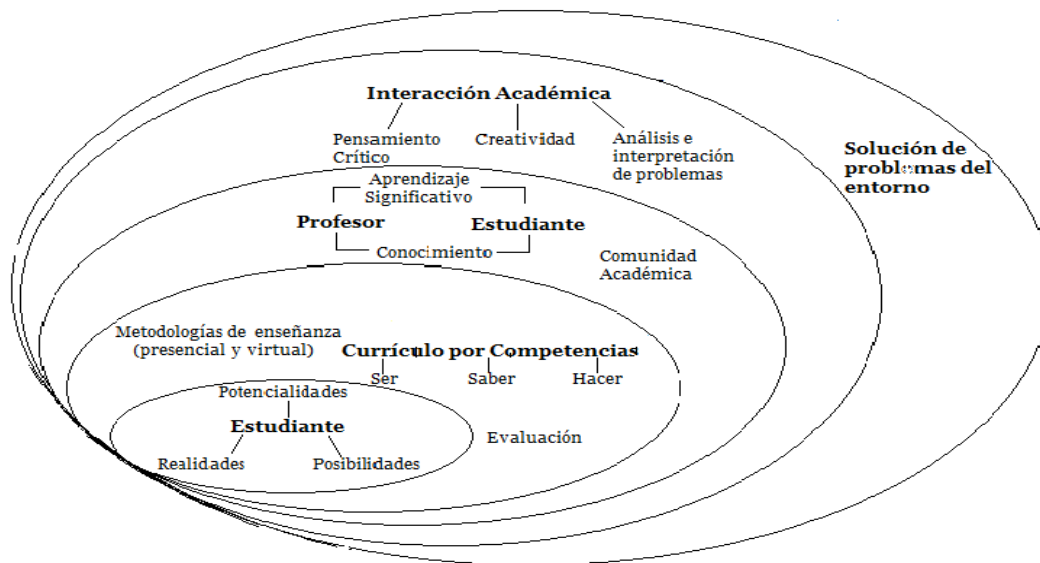 Interacción Académica
Pensamiento
Crítico
Creatividad
Análisis e
interpretación
de problemas
Solución de
problemas del
entorno
Aprendizaje
Significativo
Profesor
Estudiante
Conocimiento
Comunidad
Académica
Metodologías de enseñanza
(presencial y virtual)
Currículo por Competencias
Ser
Saber
Hacer
Potencialidades
Estudiante
Realidades
Posibilidades
Evaluación